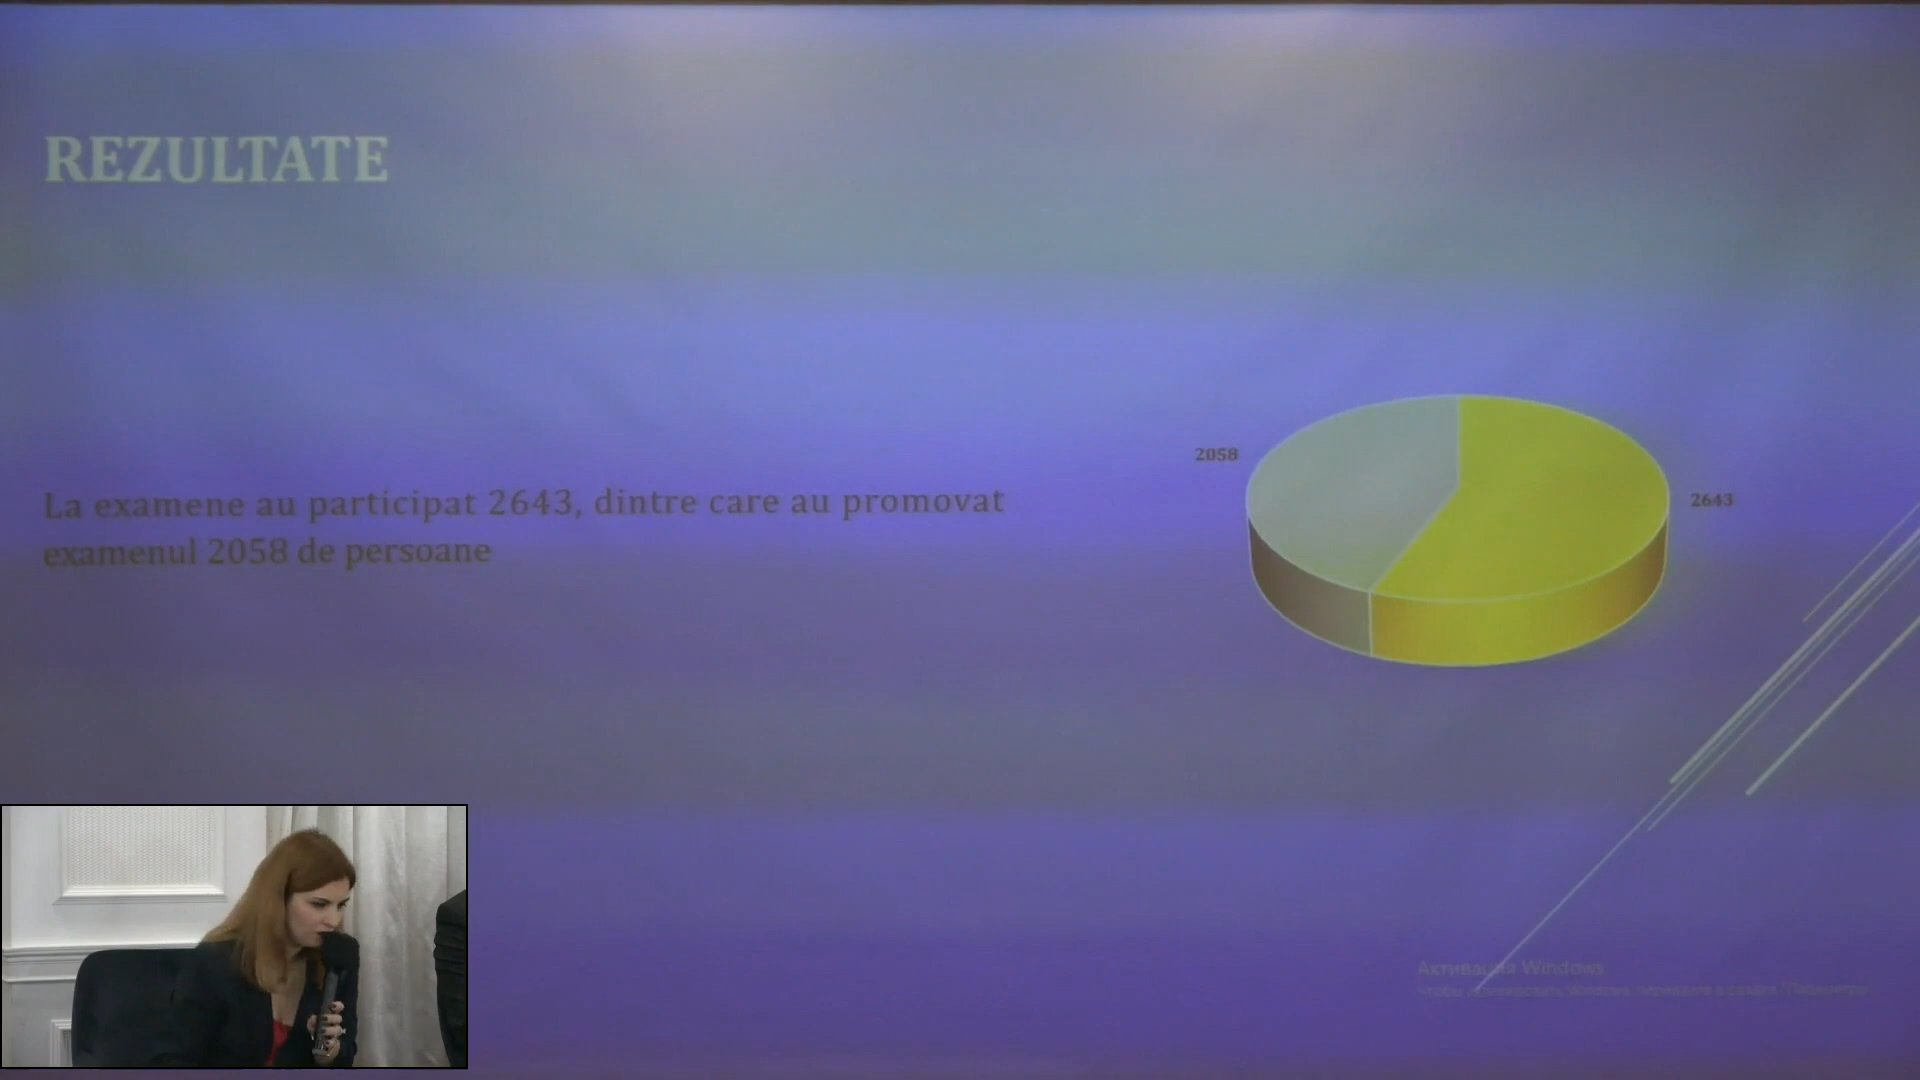 REZULTATE
2058
2643
La examene au participat 2643, dintre care au promovat
examenul 2058 de persoane
Активация Windows